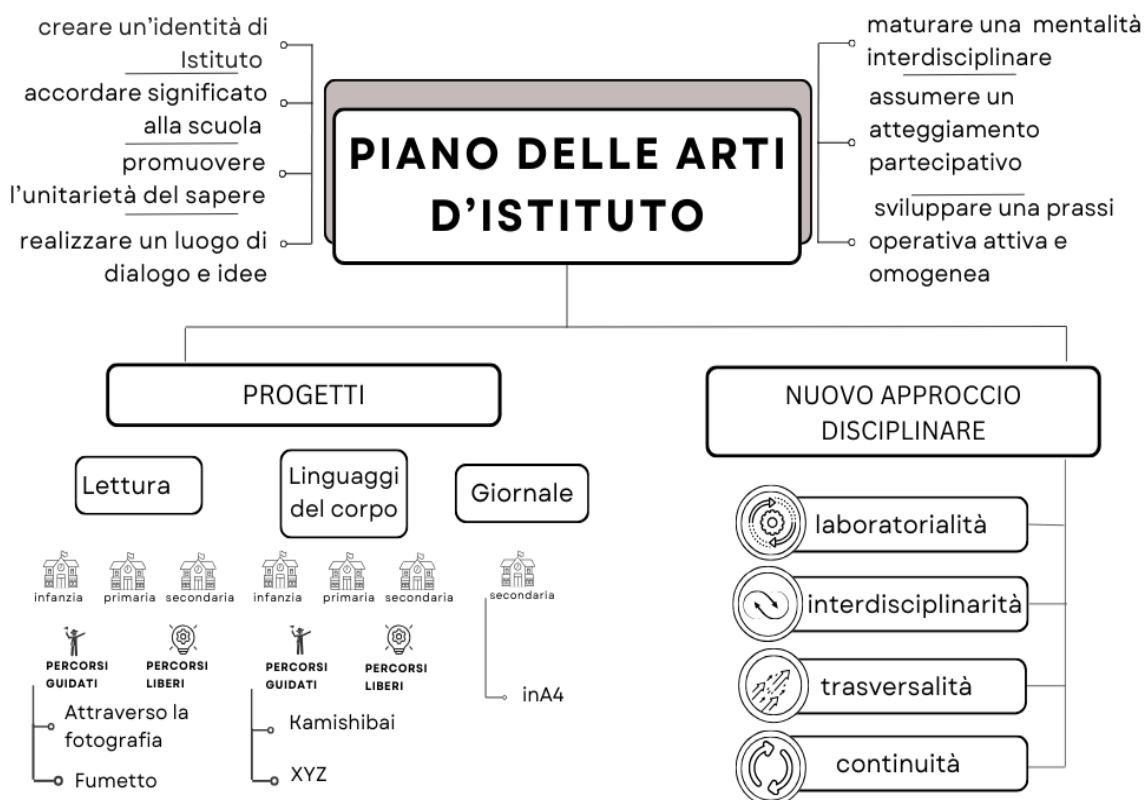 creare un'identità di
Istituto
accordare significato
alla scuola
promuovere
l'unitarietà del sapere
realizzare un luogo di
dialogo e idee
PIANO DELLE ARTI
D'ISTITUTO
maturare una mentalità
interdisciplinare
assumere un
atteggiamento
partecipativo
sviluppare una prassi
operativa attiva e
omogenea
PROGETTI
Lettura
Linguaggi
del corpo
Giornale
infanzia primaria secondaria infanzia primaria secondaria secondaria
PERCORSI
GUIDATI
PERCORSI
LIBERI
PERCORSI
GUIDATI
PERCORSI
LIBERI
Attraverso la
fotografia
Fumetto
Kamishibai
XYZ
inA4
NUOVO APPROCCIO
DISCIPLINARE
laboratorialità
interdisciplinarità
trasversalità
continuità